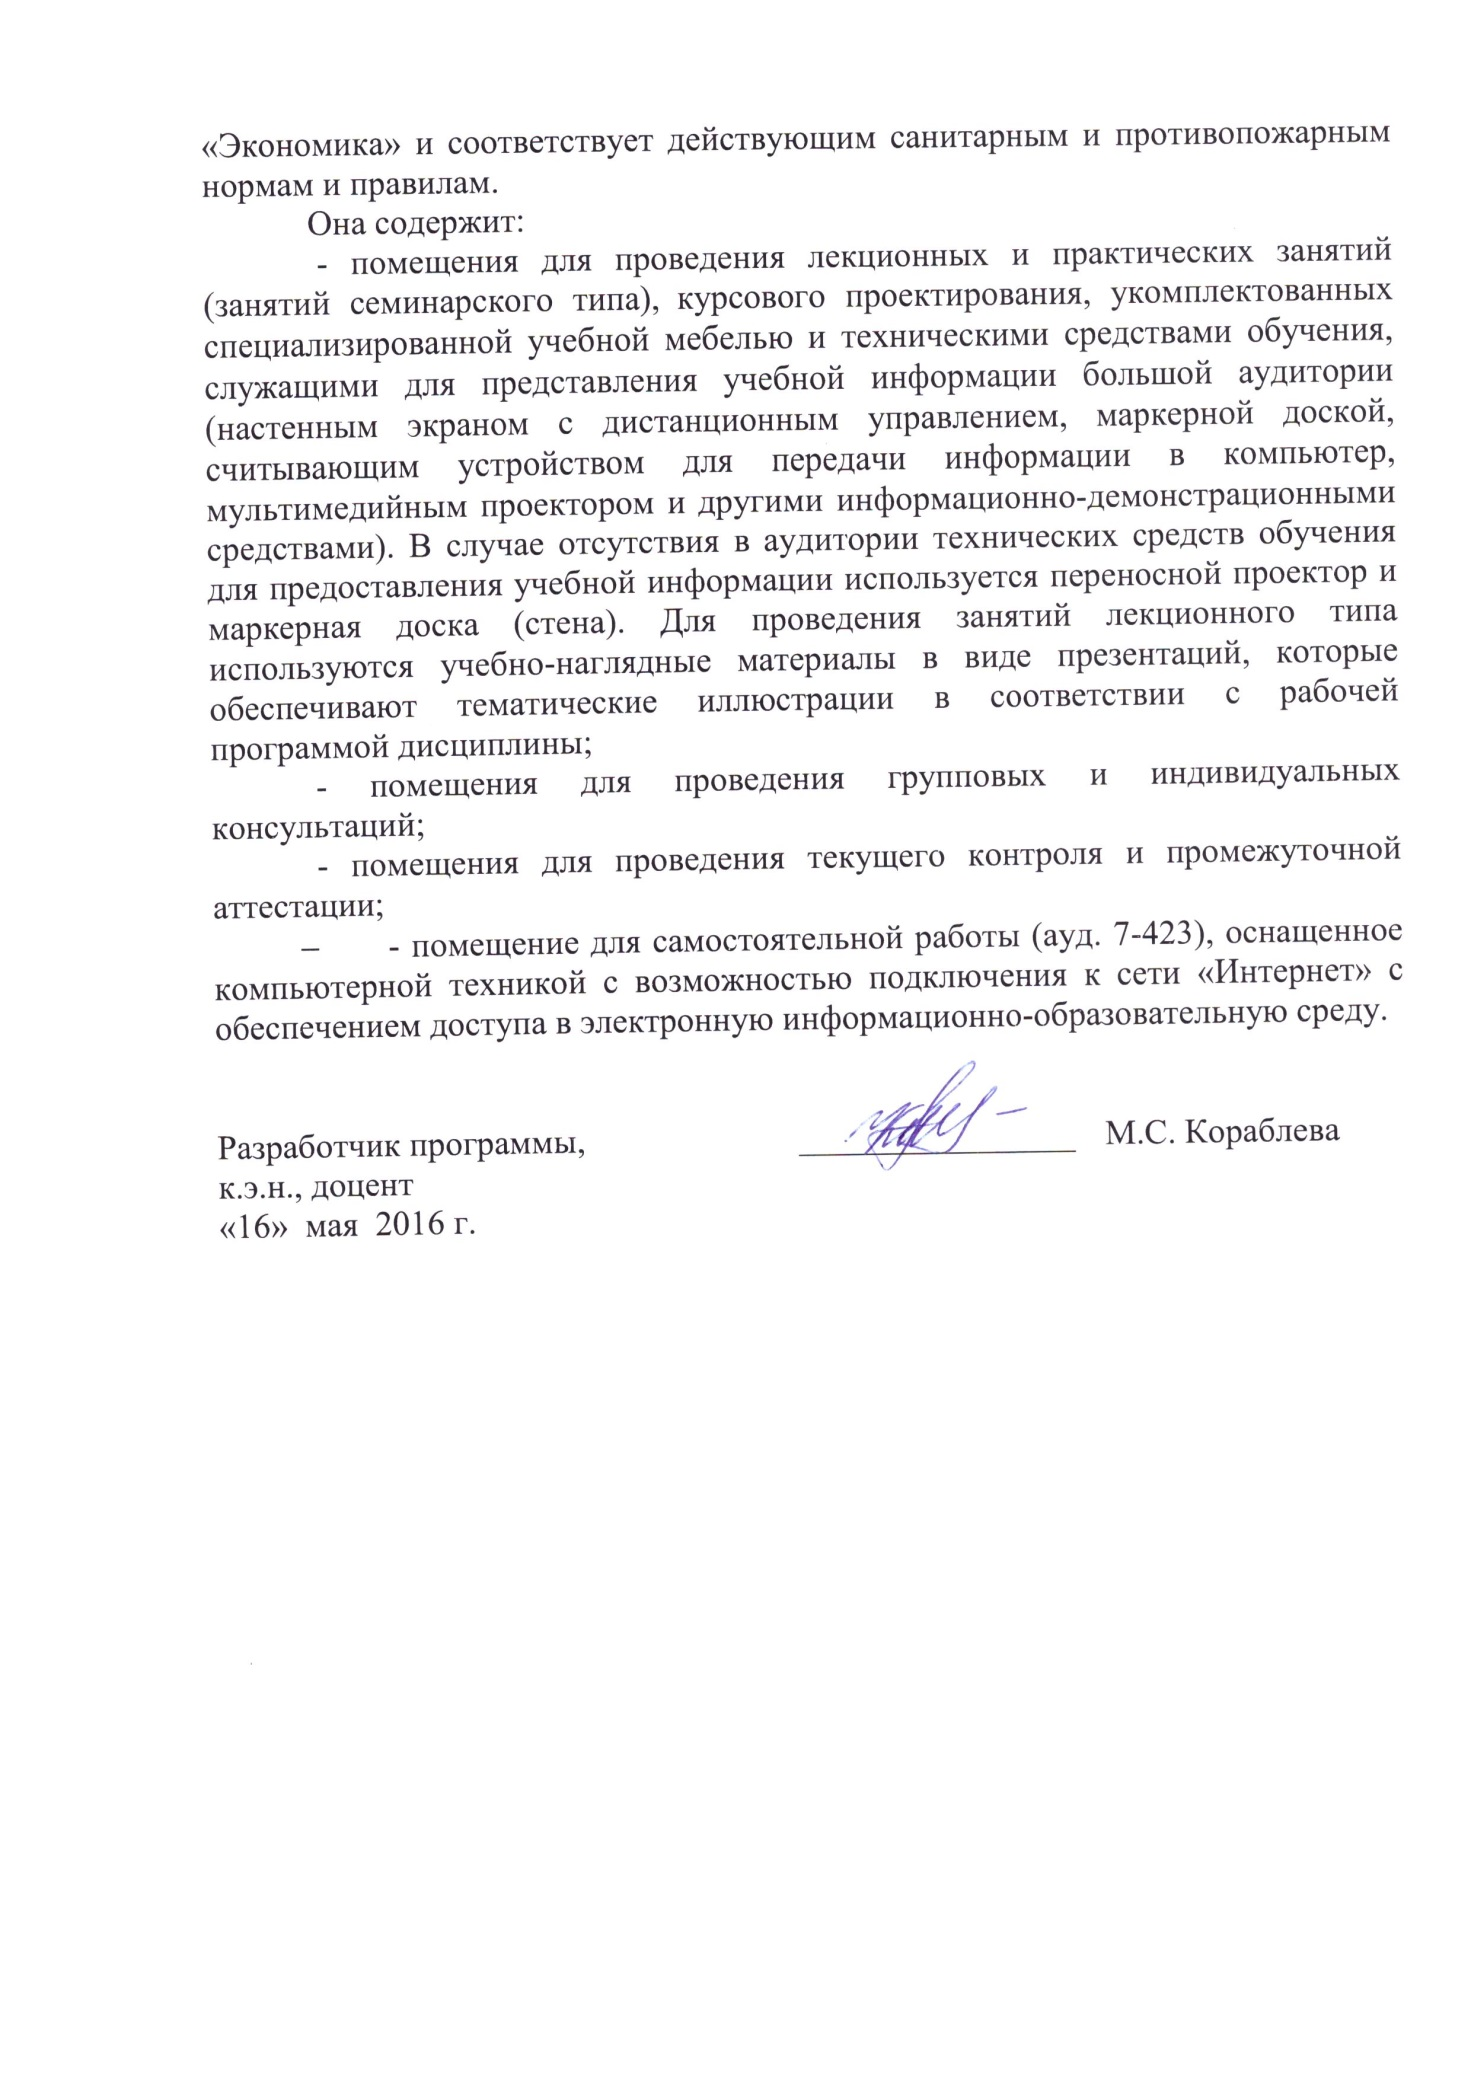 «Экономика» и соответствует действующим санитарным и противопожарным
нормам и правилам.
Она содержит:
- помещения для проведения лекционных и практических занятий
(занятий семинарского типа), курсового проектирования, укомплектованных
специализированной учебной мебелью и техническими средствами обучения,
служащими для представления учебной информации большой аудитории
(настенным экраном с дистанционным управлением, маркерной доской,
считывающим устройством для передачи информации в компьютер,
мультимедийным проектором и другими информационно-демонстрационными
средствами). В случае отсутствия в аудитории технических средств обучения
для предоставления учебной информации используется переносной проектор и
маркерная доска (стена). Для проведения занятий лекционного типа
используются учебно-наглядные материалы в виде презентаций, которые
обеспечивают тематические иллюстрации в соответствии с рабочей
программой дисциплины;
- помещения для проведения групповых и индивидуальных
консультаций;
- помещения для проведения текущего контроля и промежуточной
аттестации;
– - помещение для самостоятельной работы (ауд. 7-423), оснащенное
компьютерной техникой с возможностью подключения к сети «Интернет» с
обеспечением доступа в электронную информационно-образовательную среду.
Разработчик программы, М.С. Кораблева
к.э.н., доцент
«16» мая 2016 г.